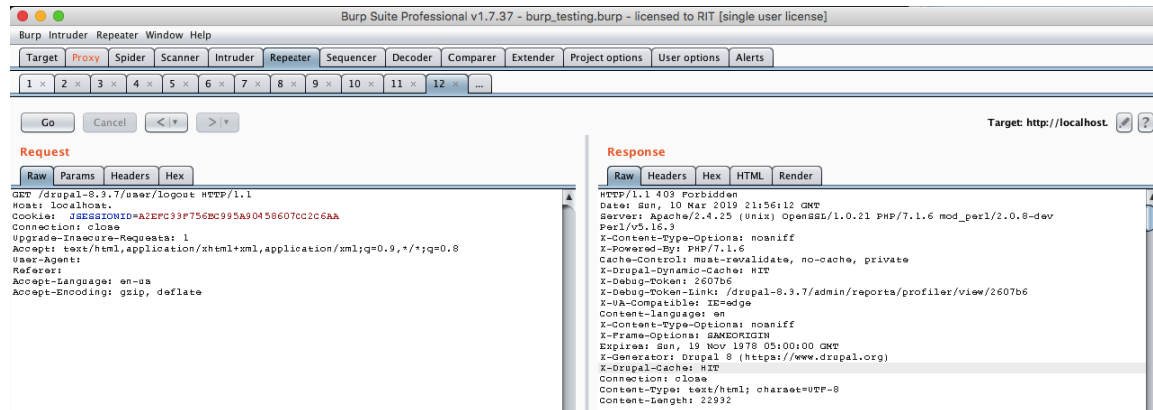 Burp Suite Professional v1.7.37 - burp_testing.burp - licensed to RIT [single user license]
Burp Intruder Repeater Window Help
Target Proxy Spider Scanner Intruder Repeater Sequencer Decoder Comparer Extender Project options User options Alerts
1 × 2 × 3 × 4 × 5 × 6 × 7 × 8 × 9 × 10 × 11 × 12 × ...
Go Cancel < > Target: http://localhost. ?
Request
Raw Params Headers Hex
GET /drupal-8.3.7/user/logout HTTP/1.1
Host: localhost.
Cookie: JSESSIONID=A2EFC33F756BC995A90458607CC2C6AA
Connection: close
Upgrade-Insecure-Requests: 1
Accept: text/html,application/xhtml+xml,application/xml;q=0.9,*/*;q=0.8
User-Agent:
Referer:
Accept-Language: en-us
Accept-Encoding: gzip, deflate
Response
Raw Headers Hex HTML Render
HTTP/1.1 403 Forbidden
Date: Sun, 10 Mar 2019 21:56:12 GMT
Server: Apache/2.4.25 (Unix) OpenSSL/1.0.21 PHP/7.1.6 mod_perl/2.0.8-dev
Perl/v5.16.3
X-Content-Type-Options: nosniff
X-Powered-By: PHP/7.1.6
Cache-Control: must-revalidate, no-cache, private
X-Drupal-Dynamic-Cache: HIT
X-Debug-Token: 2607b6
X-Debug-Token-Link: /drupal-8.3.7/admin/reports/profiler/view/2607b6
X-UA-Compatible: IE=edge
Content-language: en
X-Content-Type-Options: nosniff
X-Frame-Options: SAMEORIGIN
Expires: Sun, 19 Nov 1978 05:00:00 GMT
X-Generator: Drupal 8 (https://www.drupal.org)
X-Drupal-Cache: HIT
Connection: close
Content-Type: text/html; charset=UTF-8
Content-Length: 22932